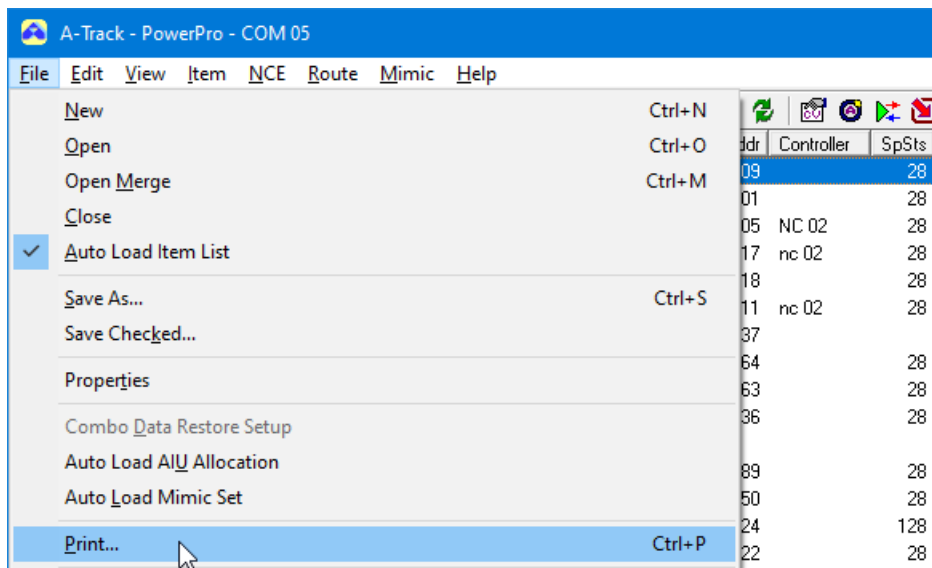 A-Track - PowerPro - COM 05
File Edit View Item NCE Route Mimic Help
New Ctrl+N
Open Ctrl+O
Open Merge Ctrl+M
Close
Auto Load Item List
Save As... Ctrl+S
Save Checked...
Properties
Combo Data Restore Setup
Auto Load AIU Allocation
Auto Load Mimic Set
Print... Ctrl+P
ddr Controller SpSts
09 28
01 28
05 NC 02 28
17 nc 02 28
18 28
11 nc 02 28
37
64 28
63 28
36 28
89 28
50 28
24 128
22 28